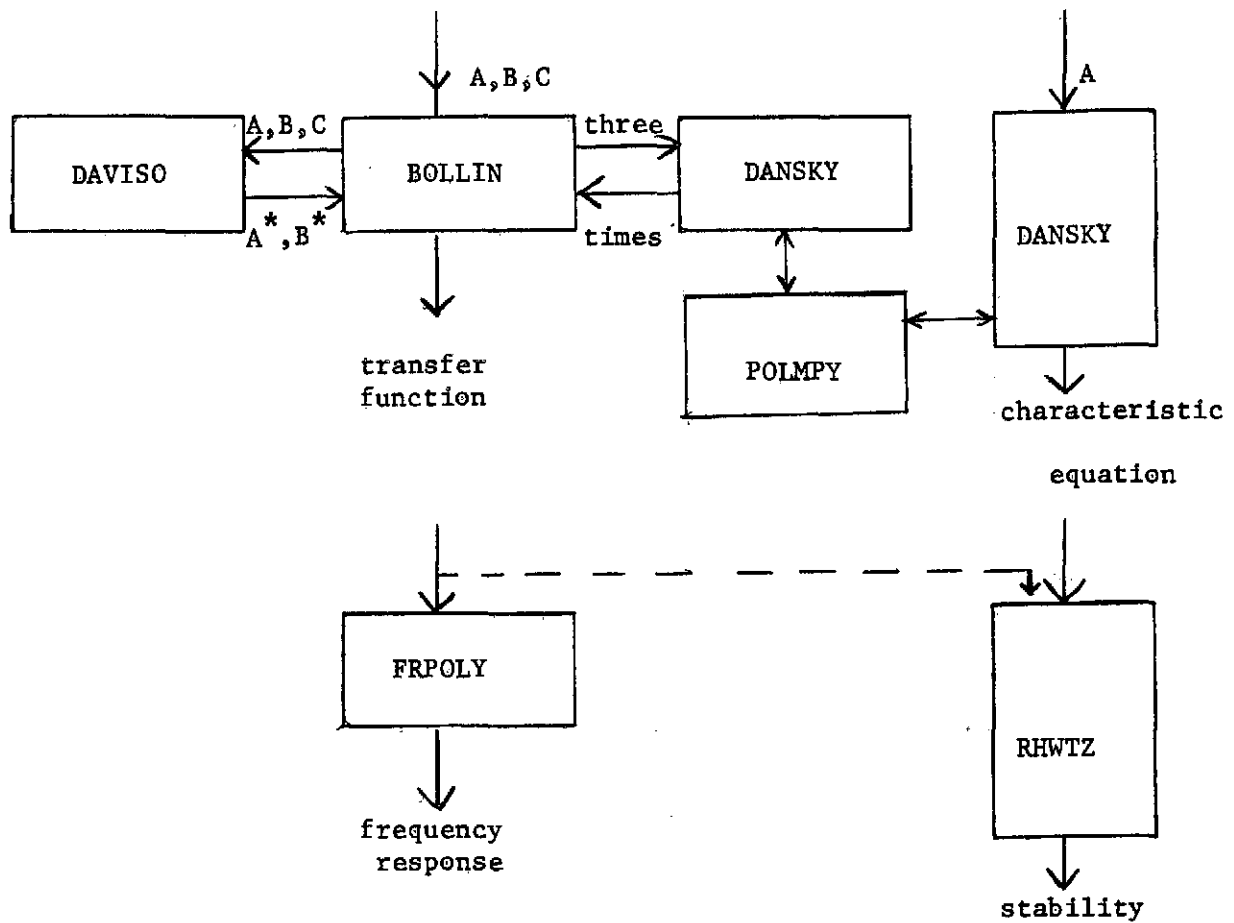 A,B,C
A
A,B,C
three
DAVISO
BOLLIN
DANSKY
DANSKY
A*,B*
times
transfer
function
POLMPY
characteristic
equation
FRPOLY
RHWTZ
frequency
response
stability